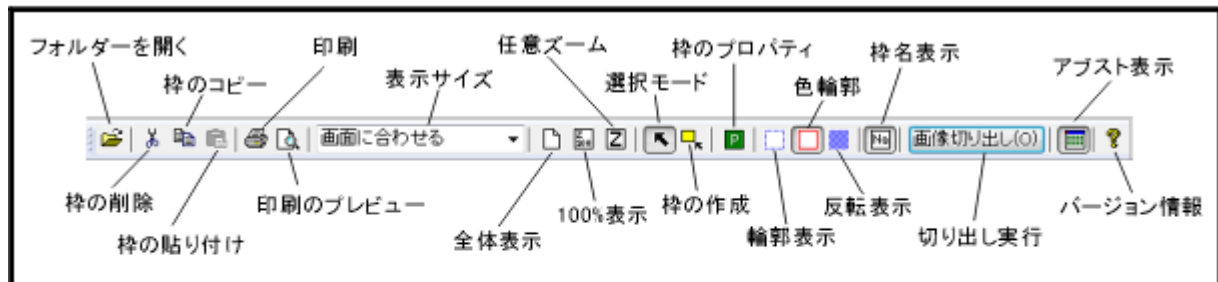 フォルダーを開く
印刷
任意ズーム
枠のプロパティ
枠名表示
アブスト表示
枠のコピー
表示サイズ
選択モード
色輪郭
画面に合わせる
Z
P
No
画像切り出し(O)
?
枠の削除
印刷のプレビュー
100%表示
枠の作成
反転表示
バージョン情報
枠の貼り付け
全体表示
輪郭表示
切り出し実行